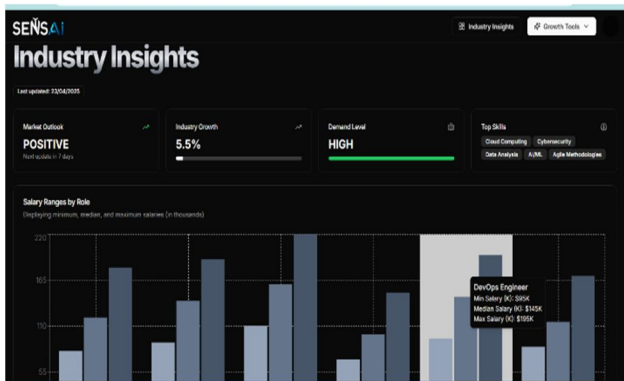 SENSAI
Industry Insights
Growth Tools
Industry Insights
Last updated: 23/04/2025
Market Outlook
POSITIVE
Next update in 7 days
Industry Growth
5.5%
Demand Level
HIGH
Top Skills
Cloud Computing
Cybersecurity
Data Analysis
AI/ML
Agile Methodologies
Salary Ranges by Role
Displaying minimum, median, and maximum salaries (in thousands)
220
165
110
55
DevOps Engineer
Min Salary (K): $95K
Median Salary (K): $145K
Max Salary (K): $195K